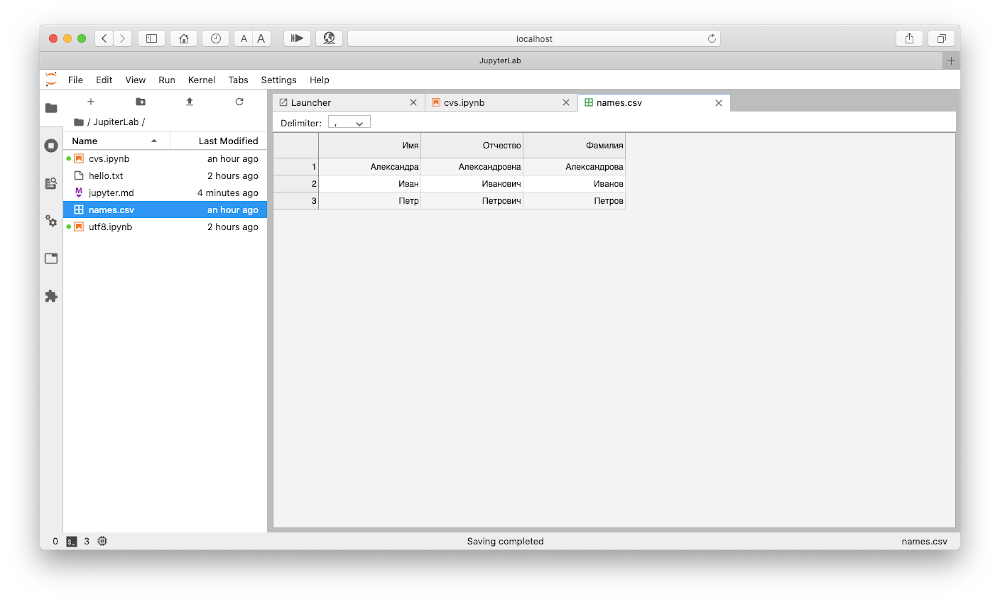 A A localhost
JupyterLab
File Edit View Run Kernel Tabs Settings Help
Launcher cvs.ipynb names.csv
/ JupiterLab /
Delimiter: ,
Name Last Modified
cvs.ipynb an hour ago
hello.txt 2 hours ago
M jupyter.md 4 minutes ago
names.csv an hour ago
utf8.ipynb 2 hours ago
Имя Отчество Фамилия
1 Александра Александровна Александрова
2 Иван Иванович Иванов
3 Петр Петрович Петров
0 3 Saving completed names.csv